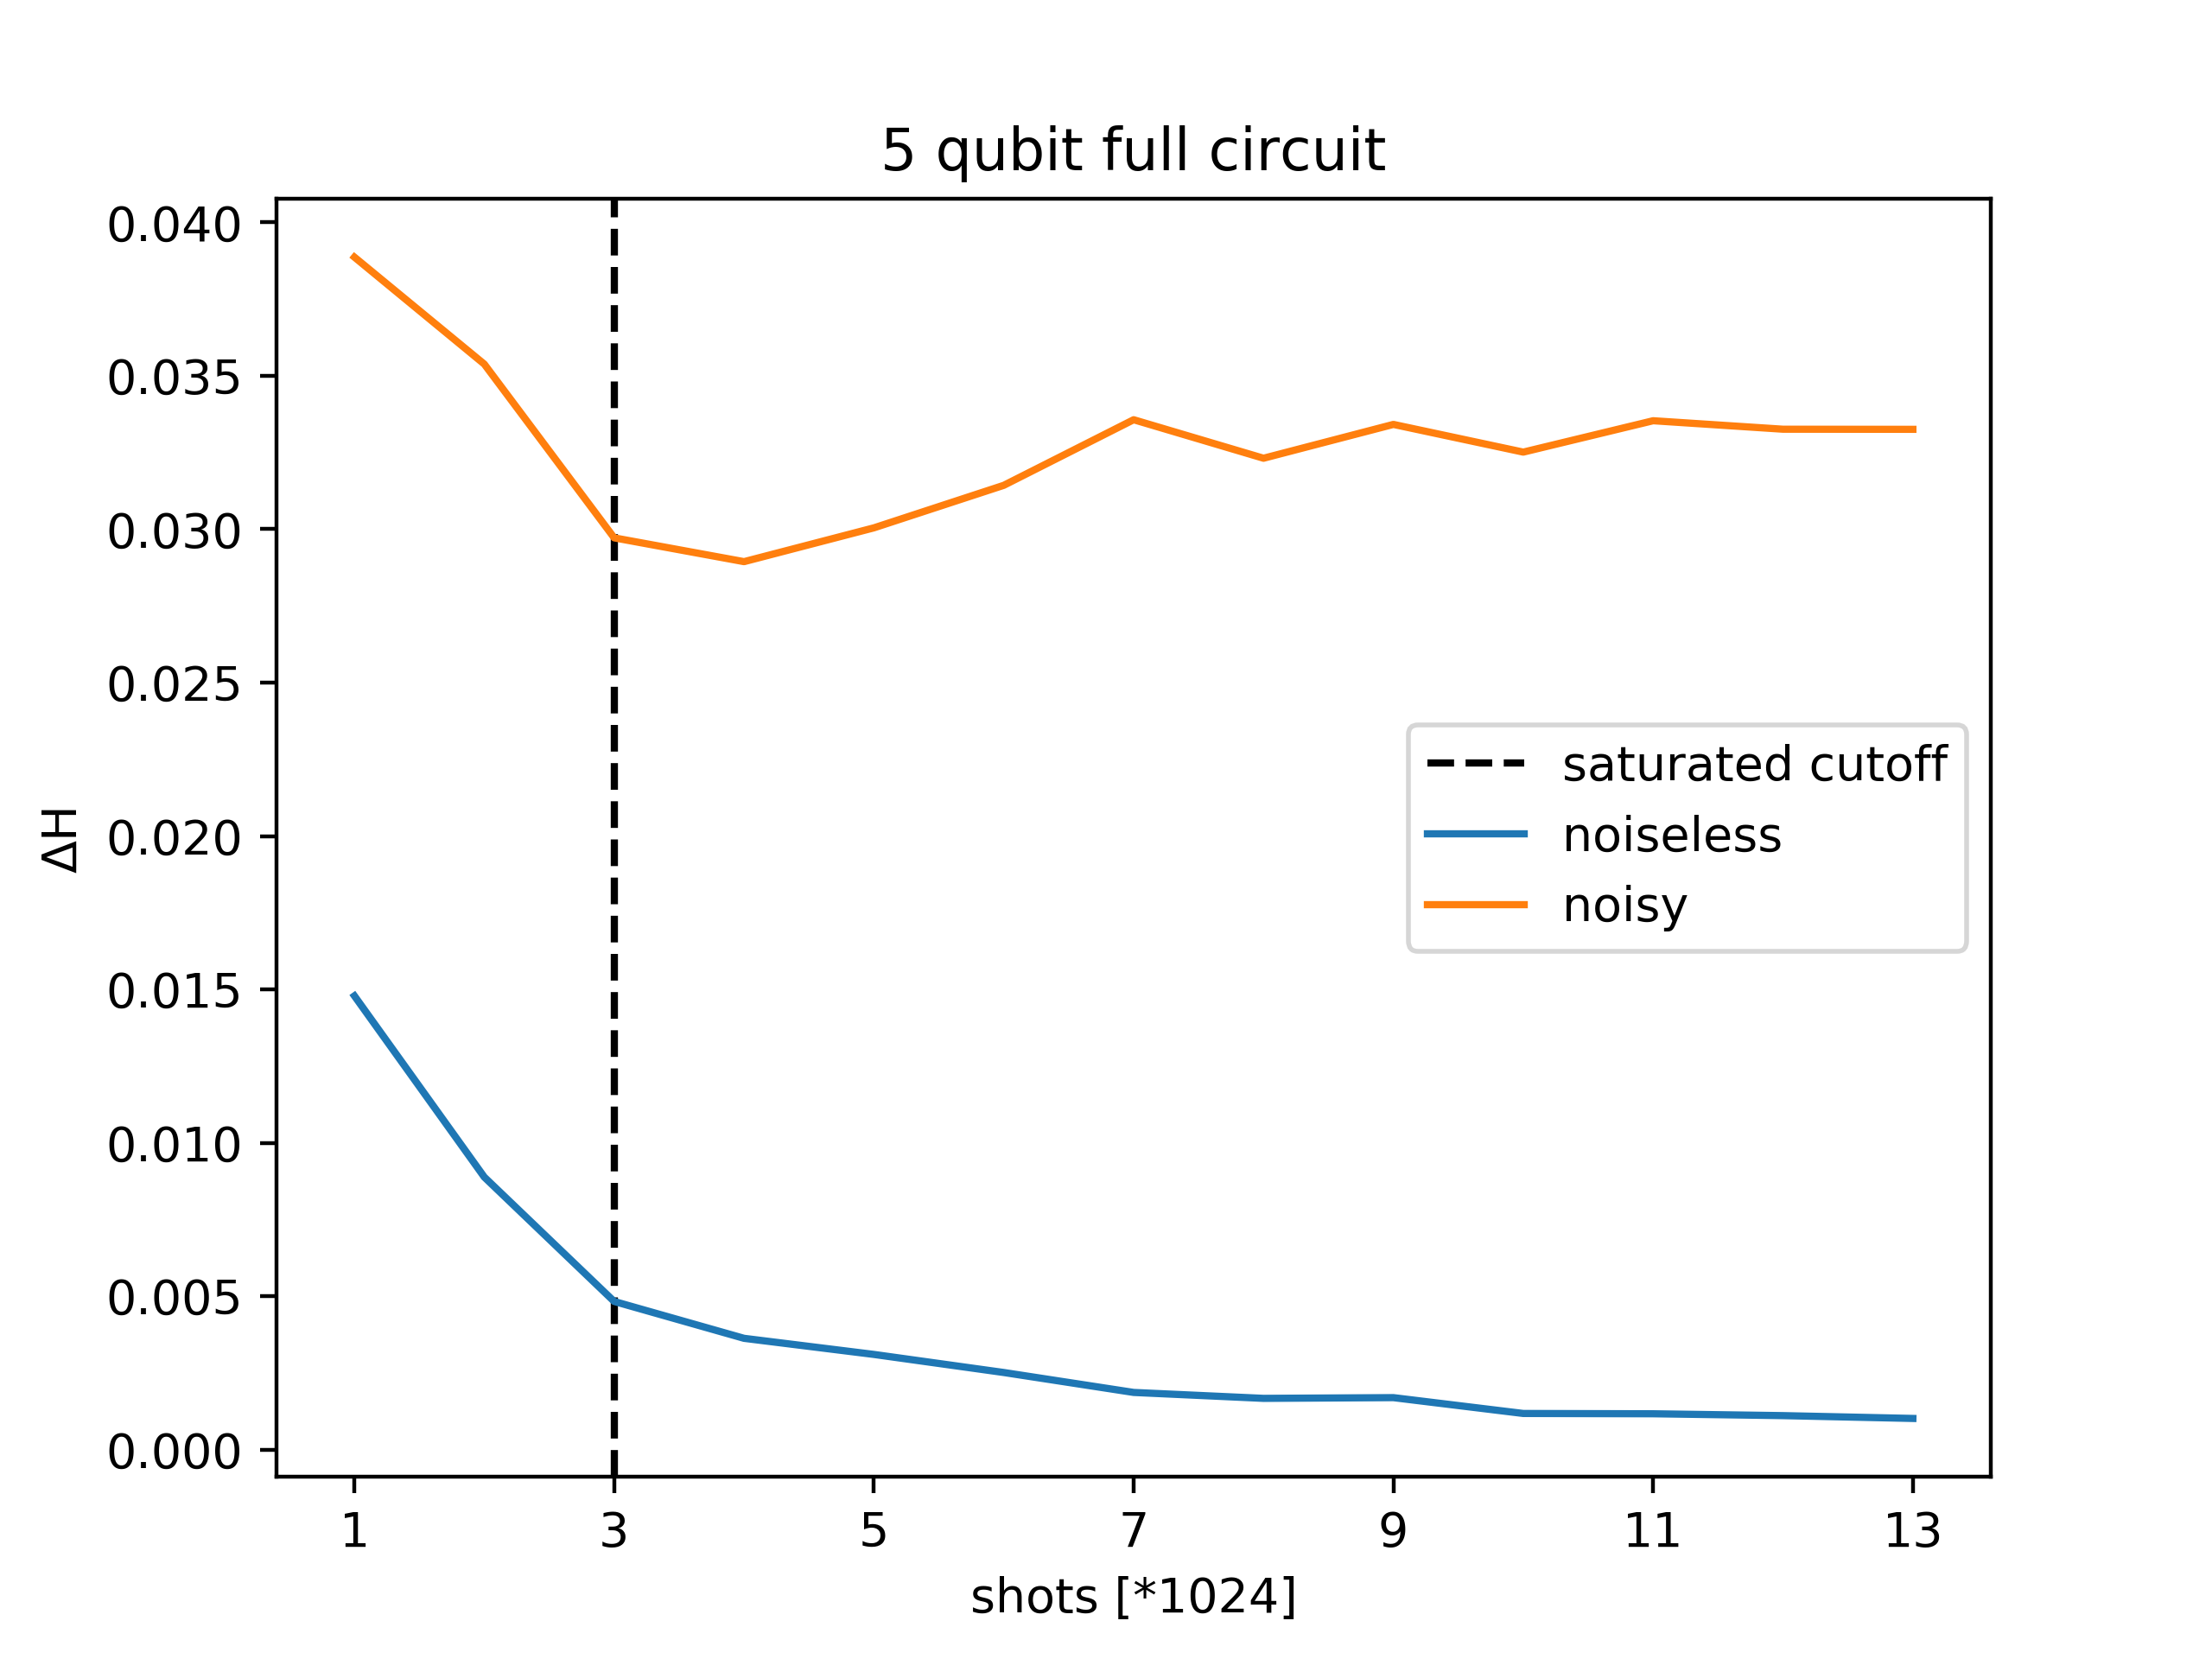 5 qubit full circuit
0.040
0.035
0.030
0.025
0.020
0.015
0.010
0.005
0.000
ΔH
saturated cutoff
noiseless
noisy
1 3 5 7 9 11 13
shots [*1024]